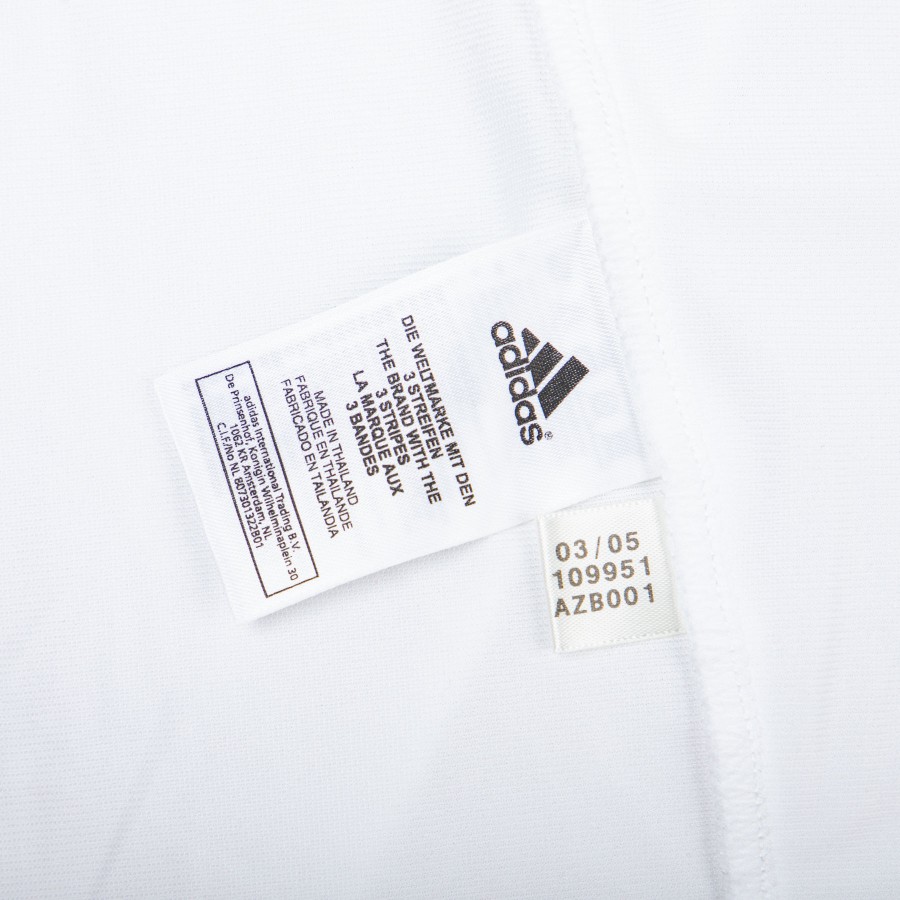 adidas®
DIE WELTMARKE MIT DEN
3 STREIFEN
THE BRAND WITH THE
3 STRIPES
LA MARQUE AUX
3 BANDES
MADE IN THAILAND
FABRIQUE EN THAILANDE
FABRICADO EN TAILANDIA
adidas International Trading B.V.
De Prinsenhof, Konigin Wilhelminaplein 30
1062 KR Amsterdam, NL
C.I.F./No NL B07301322B01
03/05
109951
AZB001